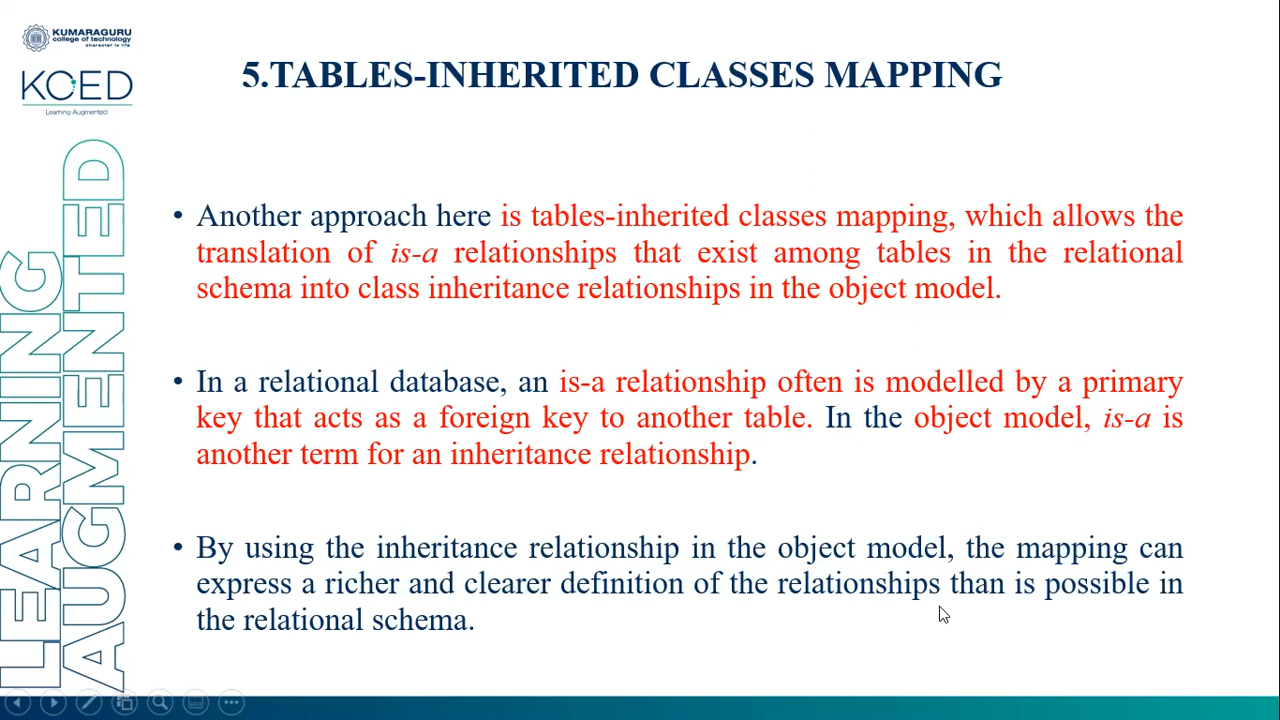 KUMARAGURU
college of technology
character is life
KCED
Learning Augmented
LEARNING
AUGMENTED
5.TABLES-INHERITED CLASSES MAPPING
• Another approach here is tables-inherited classes mapping, which allows the
translation of is-a relationships that exist among tables in the relational
schema into class inheritance relationships in the object model.
• In a relational database, an is-a relationship often is modelled by a primary
key that acts as a foreign key to another table. In the object model, is-a is
another term for an inheritance relationship.
• By using the inheritance relationship in the object model, the mapping can
express a richer and clearer definition of the relationships than is possible in
the relational schema.